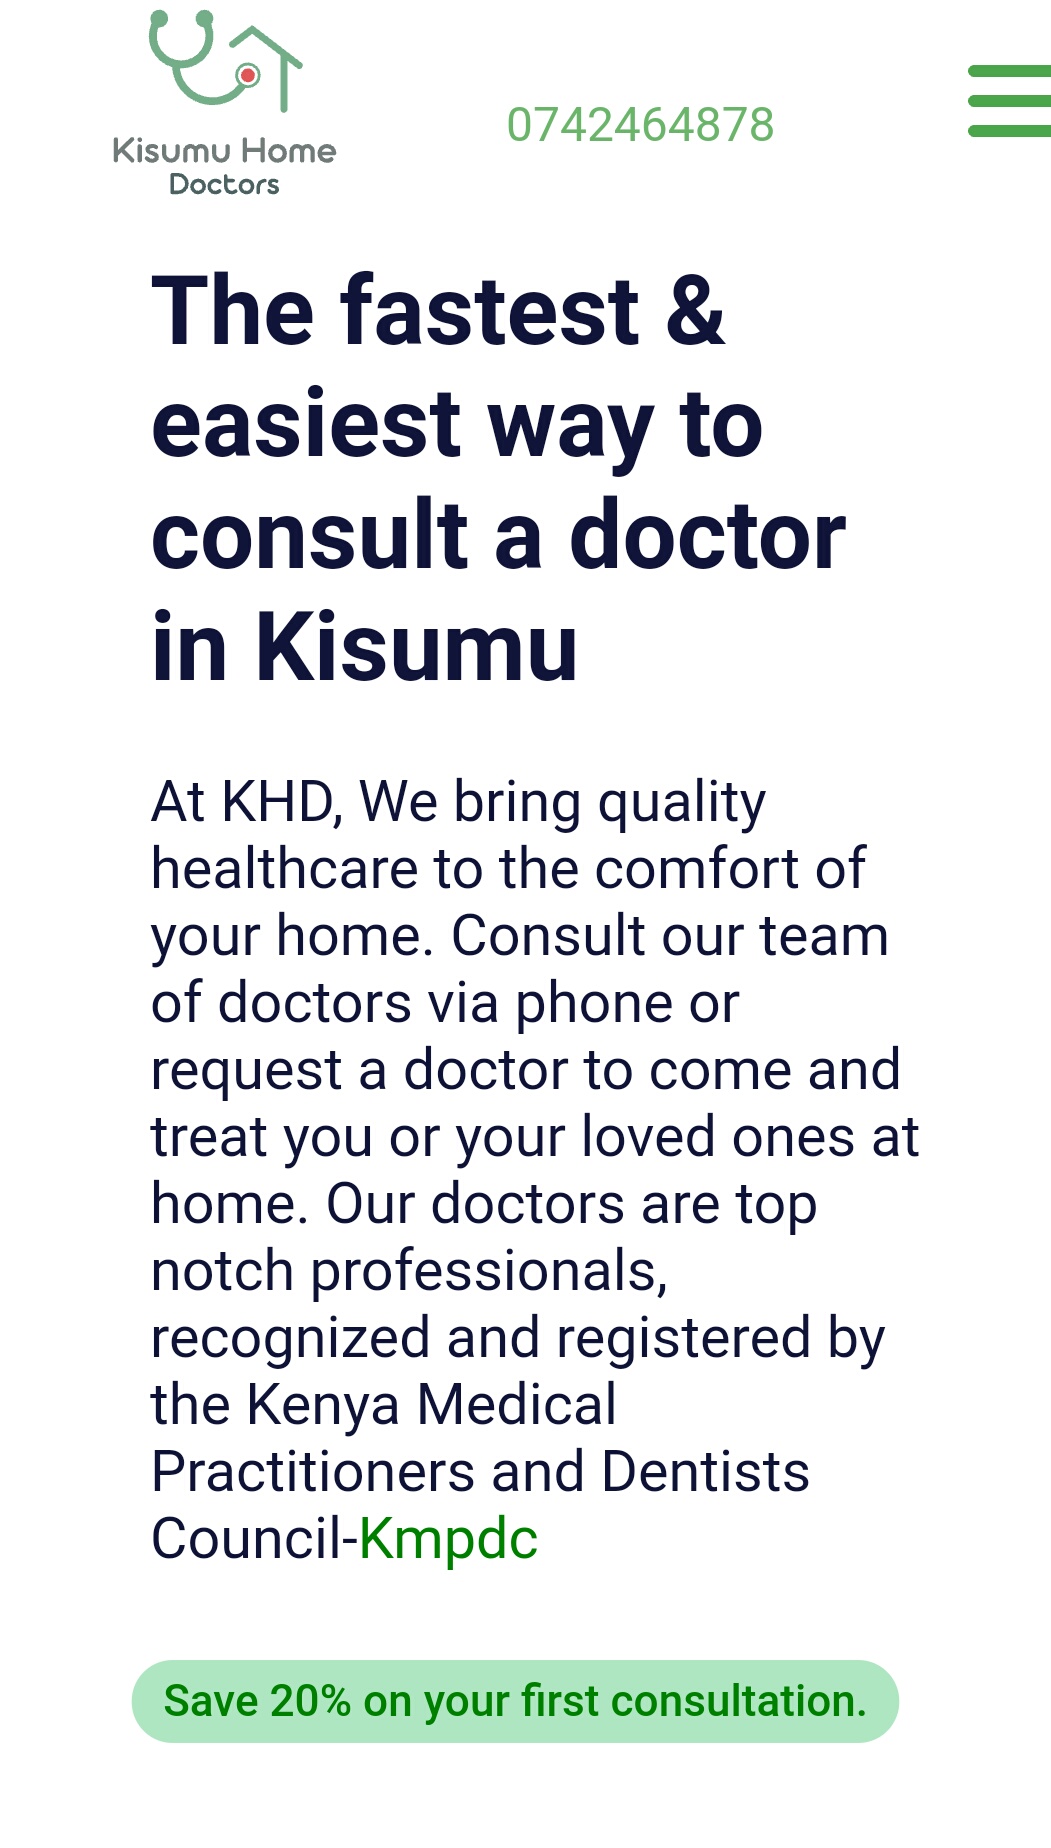 Kisumu Home
Doctors
0742464878
The fastest &
easiest way to
consult a doctor
in Kisumu
At KHD, We bring quality
healthcare to the comfort of
your home. Consult our team
of doctors via phone or
request a doctor to come and
treat you or your loved ones at
home. Our doctors are top
notch professionals,
recognized and registered by
the Kenya Medical
Practitioners and Dentists
Council-Kmpdc
Save 20% on your first consultation.